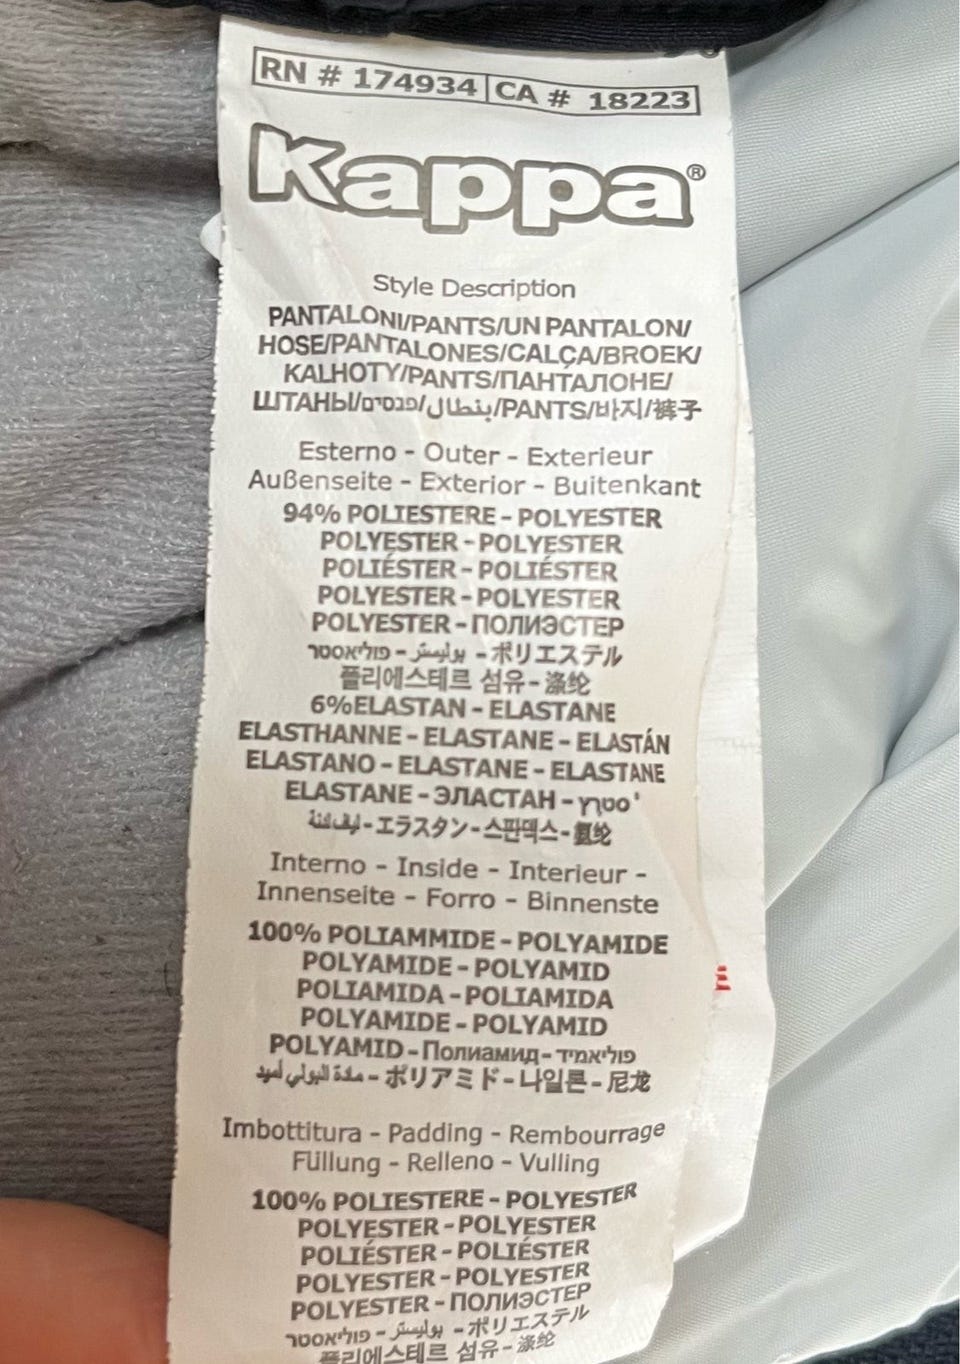 RN # 174934 | CA # 18223
Kappa®
Style Description
PANTALONI/PANTS/UN PANTALON/
HOSE/PANTALONES/CALÇA/BROEK/
KALHOTY/PANTS/ПАНТАЛОНЕ/
ШТАНЫ/פנסים/بنطال/PANTS/바지/裤子
Esterno - Outer - Exterieur
Außenseite - Exterior - Buitenkant
94% POLIESTERE - POLYESTER
POLYESTER - POLYESTER
POLIÉSTER - POLIÉSTER
POLYESTER - POLYESTER
POLYESTER - ПОЛИЭСТЕР
פוליאסטר - بوليستر - ポリエステル
플리에스테르 섬유 - 涤纶
6%ELASTAN - ELASTANE
ELASTHANNE - ELASTANE - ELASTÁN
ELASTANO - ELASTANE - ELASTANE
ELASTANE - ЭЛАСТАН -
- エラスタン - 스판덱스 - 氨纶
Interno - Inside - Interieur -
Innenseite - Forro - Binnenste
100% POLIAMMIDE - POLYAMIDE
POLYAMIDE - POLYAMID
POLIAMIDA - POLIAMIDA
POLYAMIDE - POLYAMID
POLYAMID - Полиамид - פוליאמיד
مادة البولي أميد - ポリアミド - 나일론 - 尼龙
Imbottitura - Padding - Rembourrage
Füllung - Relleno - Vulling
100% POLIESTERE - POLYESTER
POLYESTER - POLYESTER
POLIÉSTER - POLIÉSTER
POLYESTER - POLYESTER
POLYESTER - ПОЛИЭСТЕР
פוליאסטר - بوليستر - ポリエステル
플리에스테르 섬유 - 涤纶